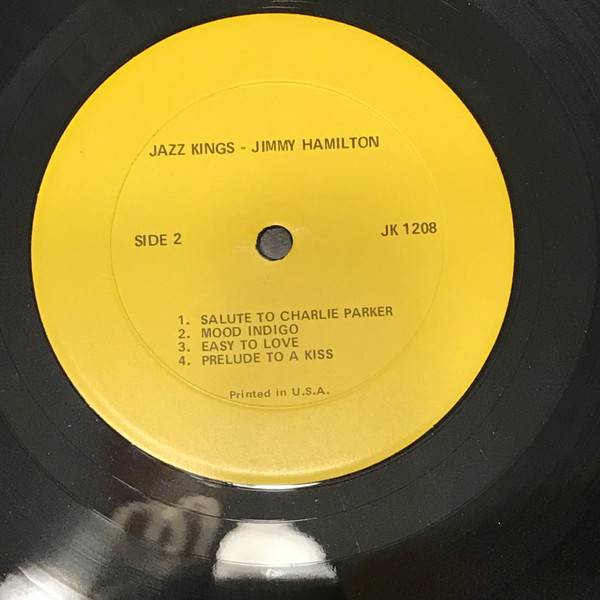 JAZZ KINGS - JIMMY HAMILTON
SIDE 2
JK 1208
1. SALUTE TO CHARLIE PARKER
2. MOOD INDIGO
3. EASY TO LOVE
4. PRELUDE TO A KISS
Printed in U.S.A.